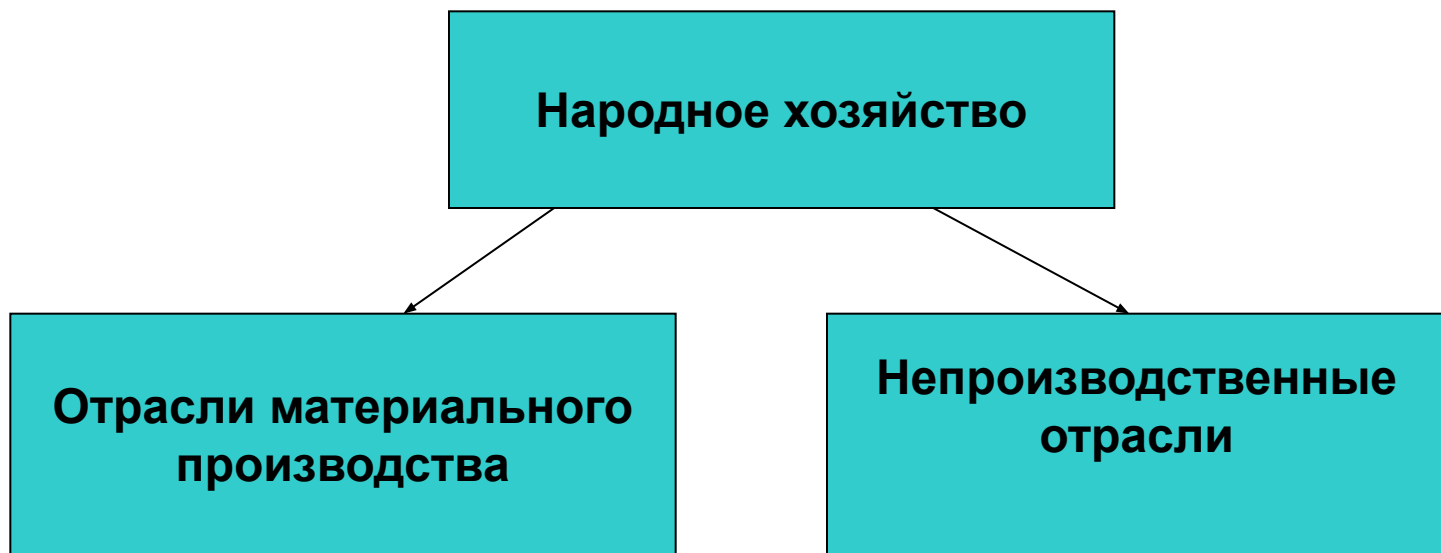 Народное хозяйство
Отрасли материального
производства
Непроизводственные
отрасли